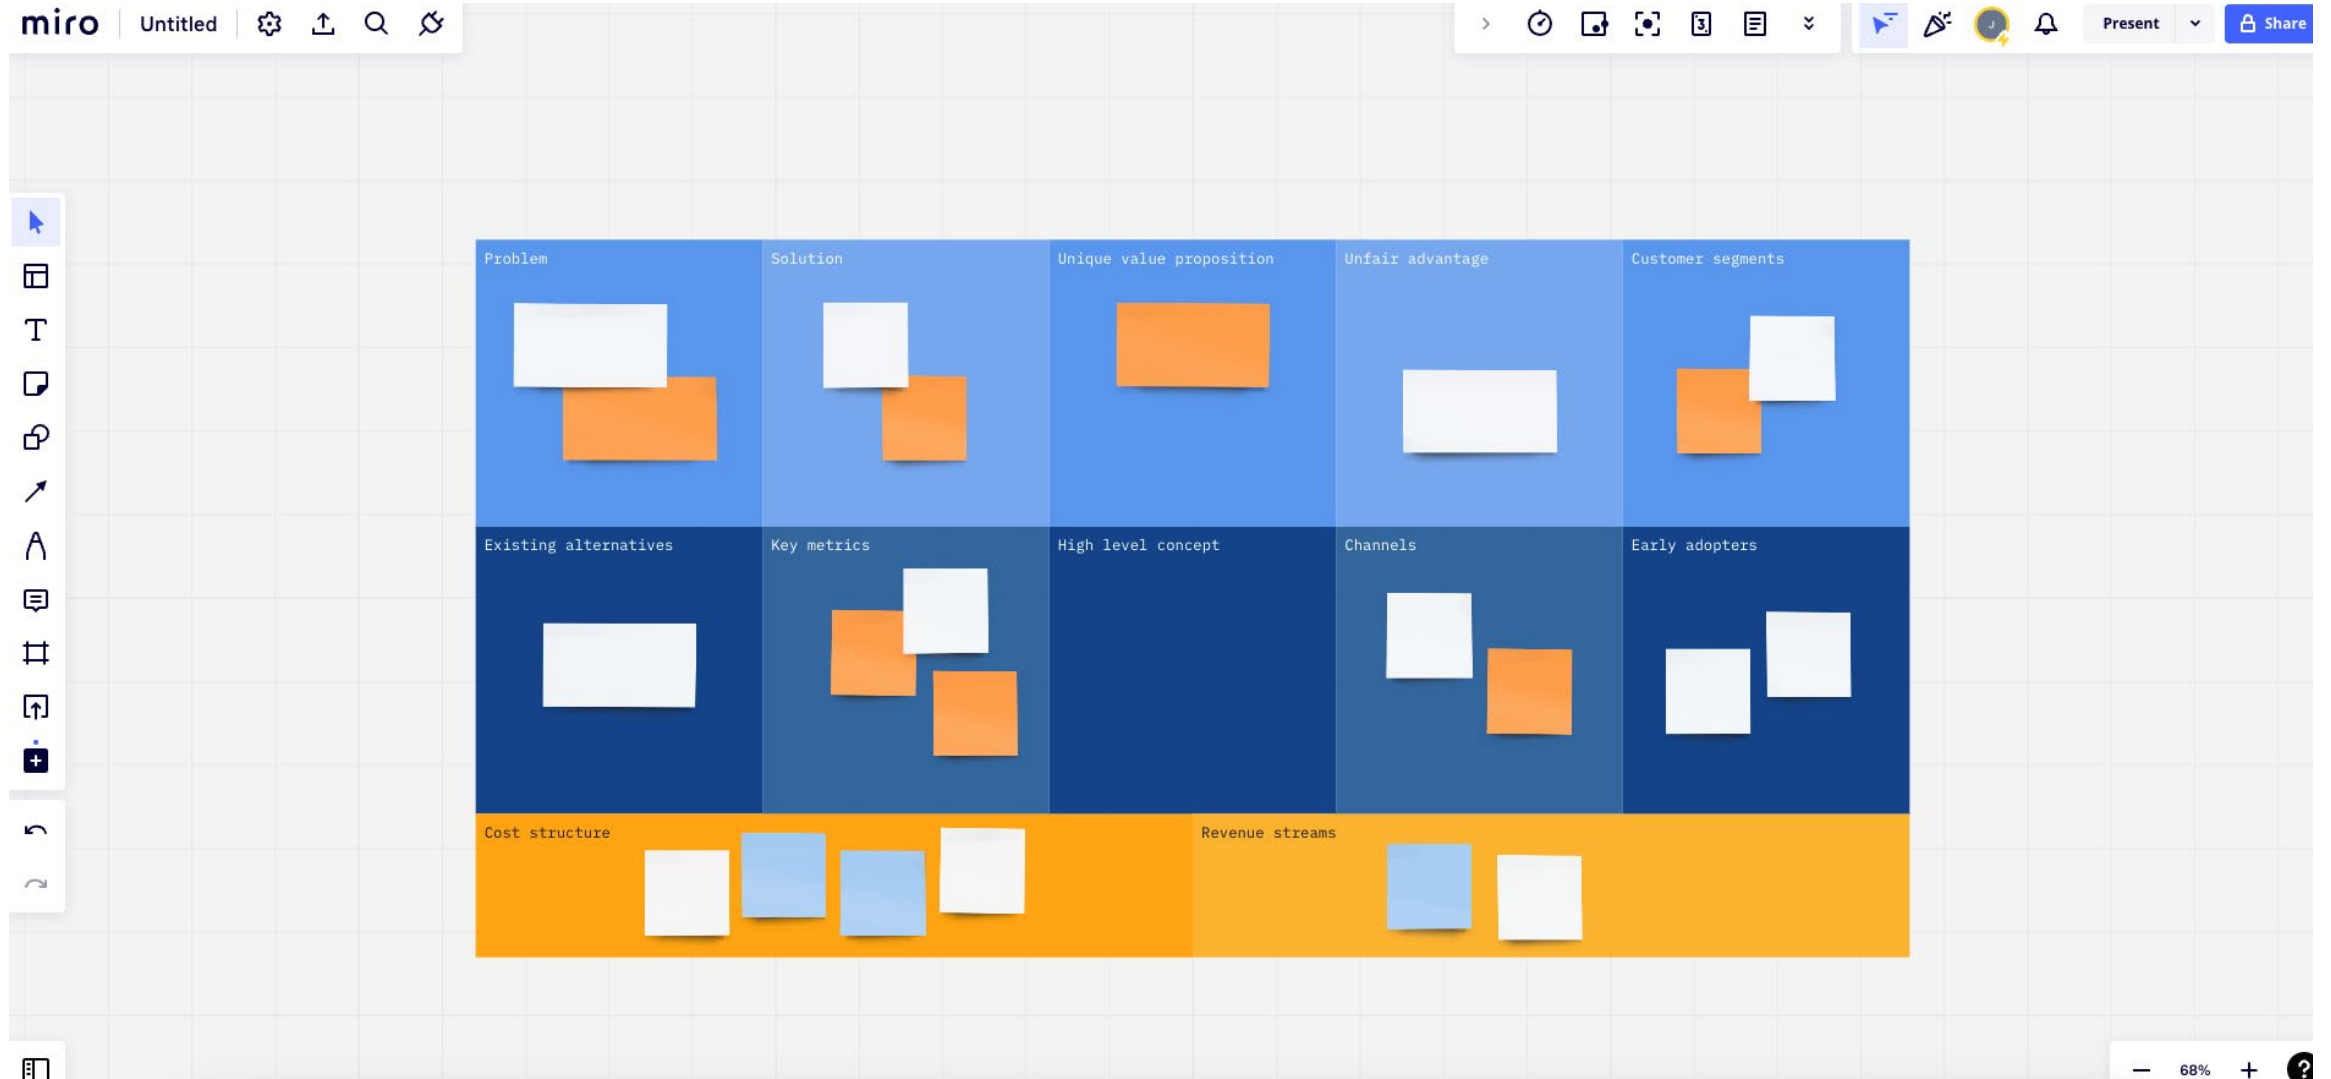 miro
Untitled
3
J
Present
Share
Problem
Solution
Unique value proposition
Unfair advantage
Customer segments
Existing alternatives
Key metrics
High level concept
Channels
Early adopters
Cost structure
Revenue streams
68%
?